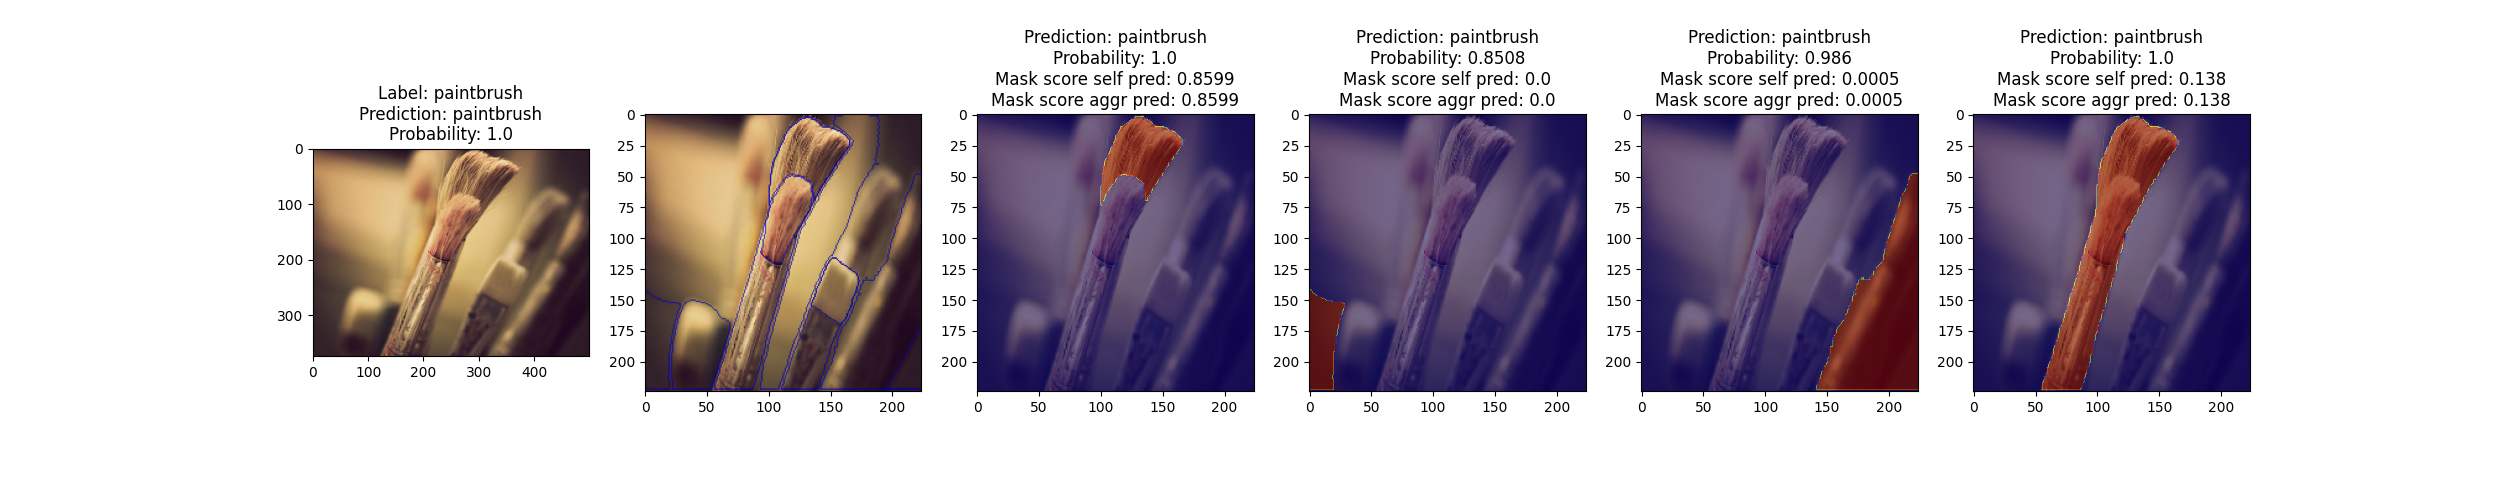 Label: paintbrush
Prediction: paintbrush
Probability: 1.0
0
100
200
300
0 100 200 300 400
0
25
50
75
100
125
150
175
200
0 50 100 150 200
Prediction: paintbrush
Probability: 1.0
Mask score self pred: 0.8599
Mask score aggr pred: 0.8599
0
25
50
75
100
125
150
175
200
0 50 100 150 200
Prediction: paintbrush
Probability: 0.8508
Mask score self pred: 0.0
Mask score aggr pred: 0.0
0
25
50
75
100
125
150
175
200
0 50 100 150 200
Prediction: paintbrush
Probability: 0.986
Mask score self pred: 0.0005
Mask score aggr pred: 0.0005
0
25
50
75
100
125
150
175
200
0 50 100 150 200
Prediction: paintbrush
Probability: 1.0
Mask score self pred: 0.138
Mask score aggr pred: 0.138
0
25
50
75
100
125
150
175
200
0 50 100 150 200